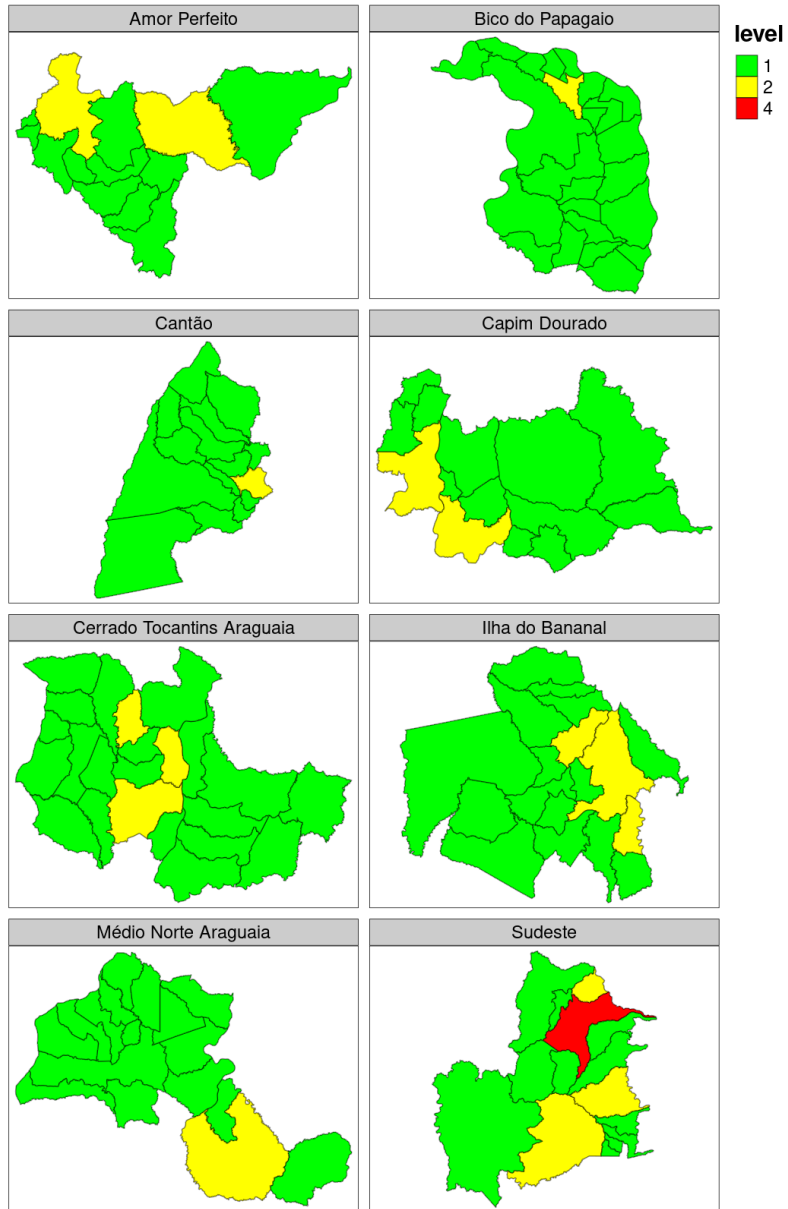 Amor Perfeito
Bico do Papagaio
level
1
2
4
Cantão
Capim Dourado
Cerrado Tocantins Araguaia
Ilha do Bananal
Médio Norte Araguaia
Sudeste